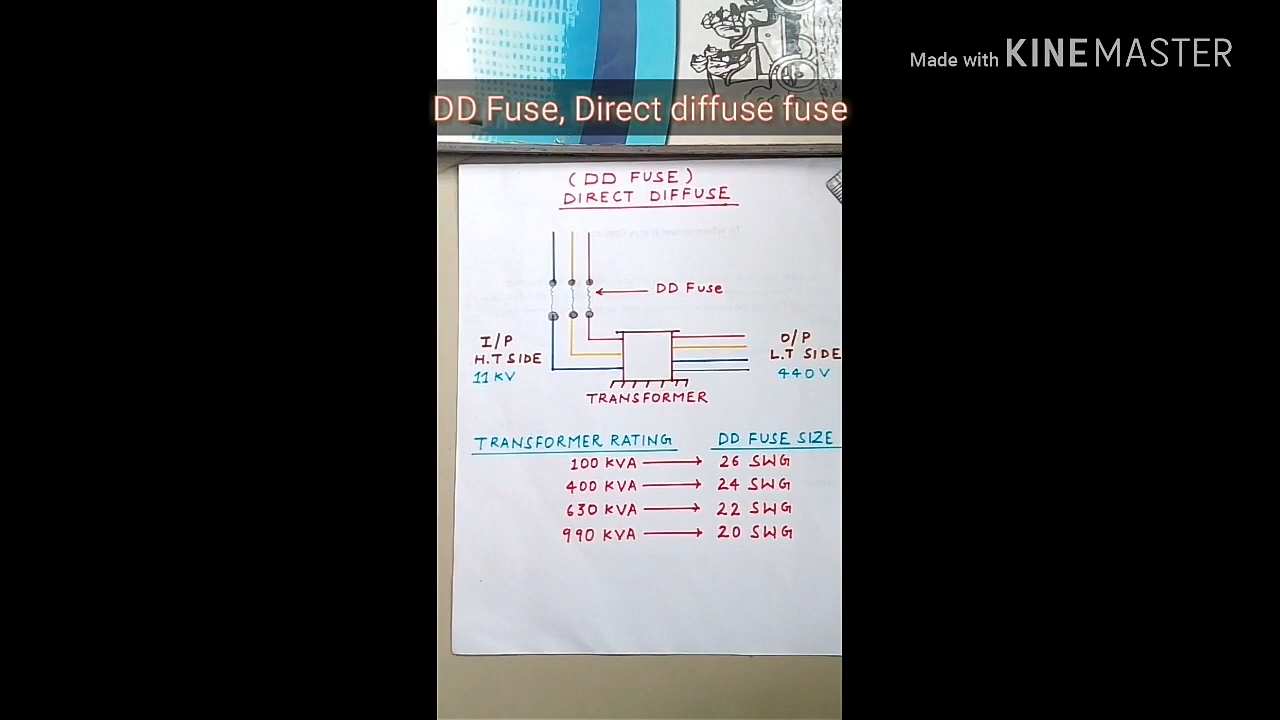 Made with KINEMASTER
DD Fuse, Direct diffuse fuse
(DD FUSE)
DIRECT DIFFUSE
DD Fuse
I/P
H.T SIDE
11 KV
O/P
L.T SIDE
440V
TRANSFORMER
TRANSFORMER RATING DD FUSE SIZE
100 KVA → 26 SWG
400 KVA → 24 SWG
630 KVA → 22 SWG
990 KVA → 20 SWG